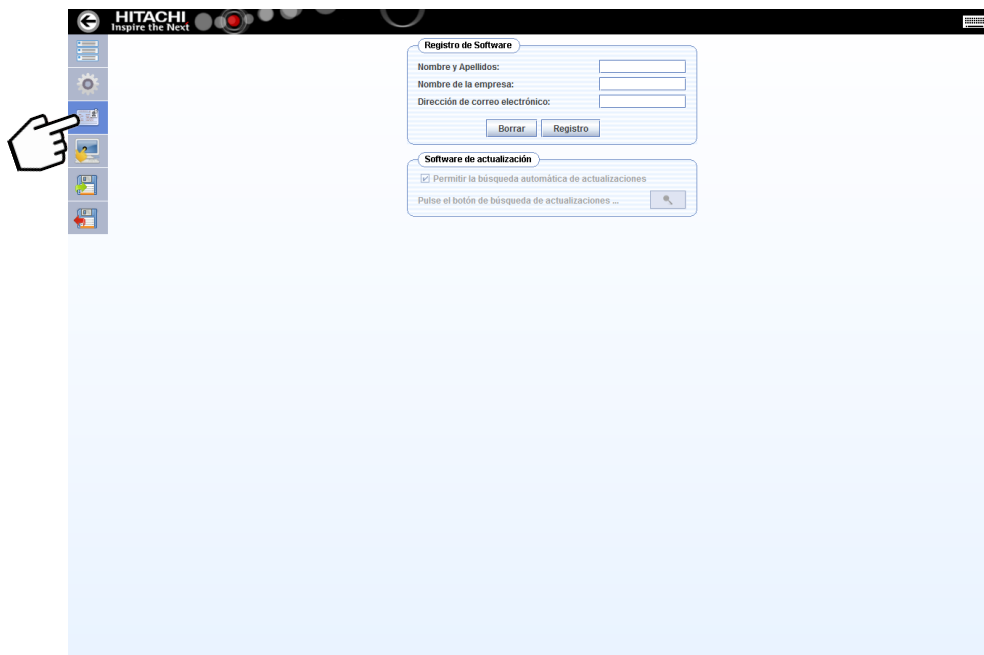 HITACHI
Inspire the Next
Registro de Software
Nombre y Apellidos:
Nombre de la empresa:
Dirección de correo electrónico:
Borrar Registro
Software de actualización
Permitir la búsqueda automática de actualizaciones
Pulse el botón de búsqueda de actualizaciones ...